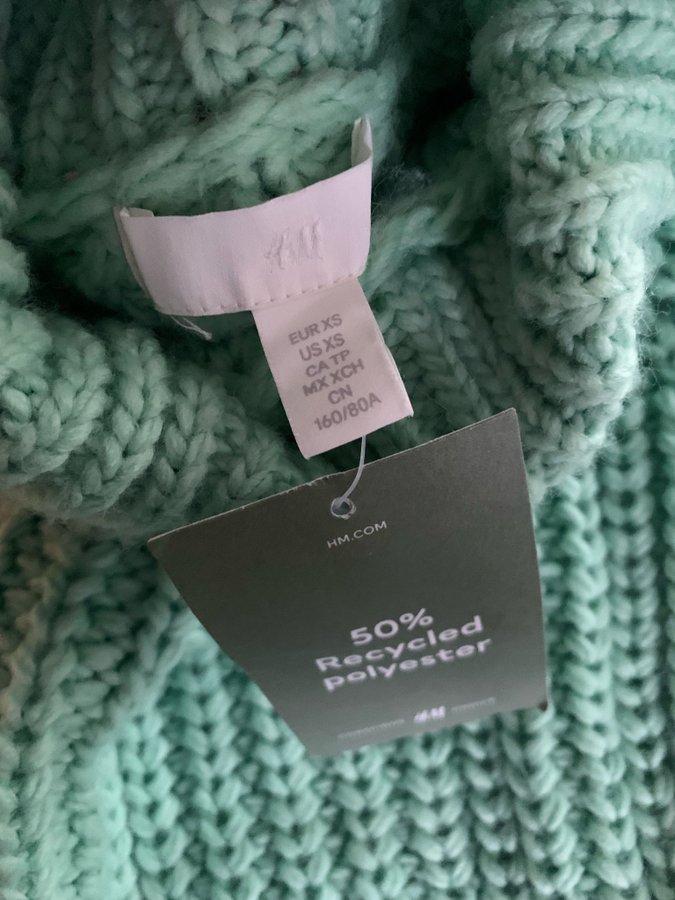 H&M
EUR XS
US XS
CA TP
MX XCH
CN
160/80A
HM.COM
50%
Recycled
polyester
H&M